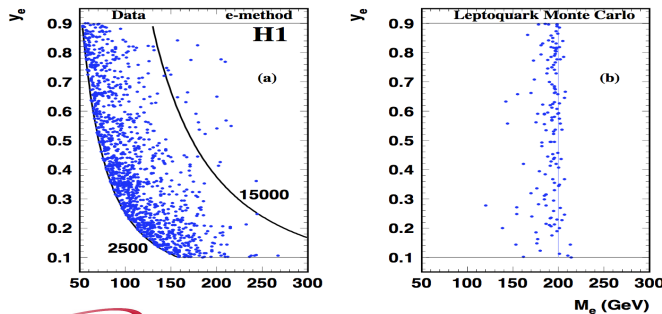 Data e-method
H1
(a)
y_e
0.9
0.8
0.7
0.6
0.5
0.4
0.3
0.2
0.1
15000
2500
50 100 150 200 250 300
Leptoquark Monte Carlo
(b)
y_e
0.9
0.8
0.7
0.6
0.5
0.4
0.3
0.2
0.1
50 100 150 200 250 300
M_e (GeV)